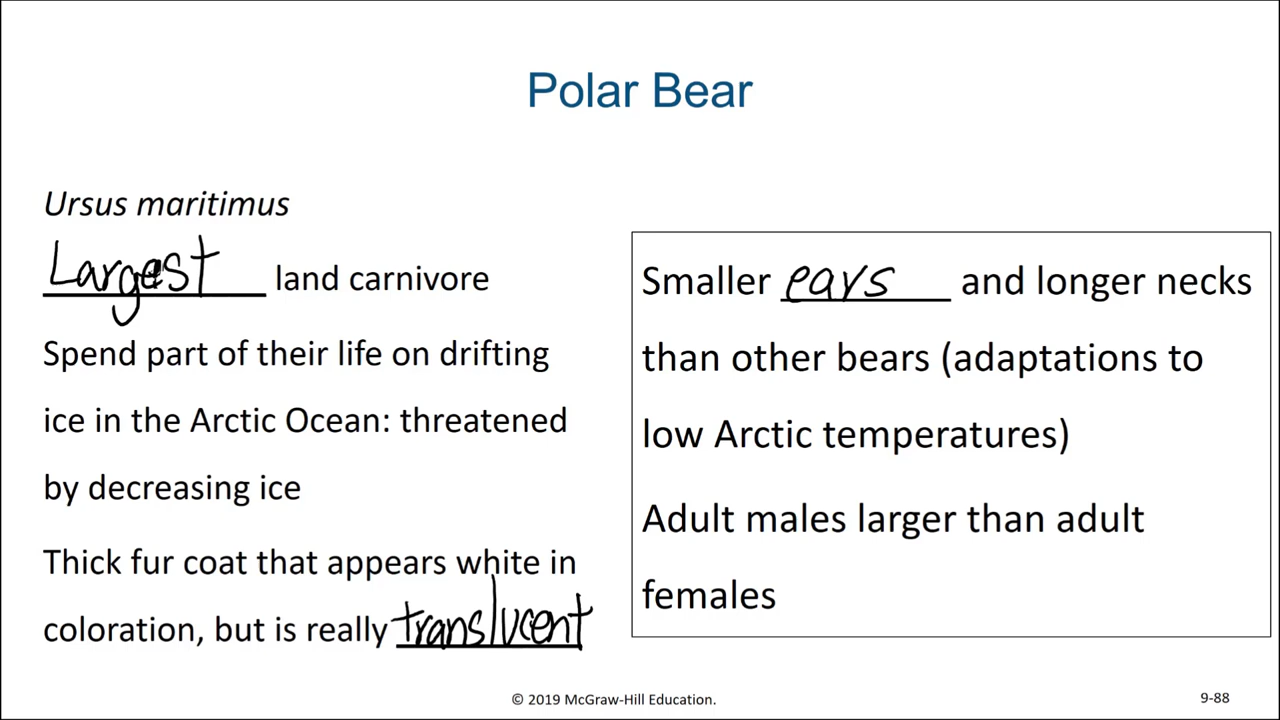 Polar Bear
Ursus maritimus
Largest land carnivore
Spend part of their life on drifting
ice in the Arctic Ocean: threatened
by decreasing ice
Thick fur coat that appears white in
coloration, but is really translucent
Smaller ears and longer necks
than other bears (adaptations to
low Arctic temperatures)
Adult males larger than adult
females
© 2019 McGraw-Hill Education.
9-88